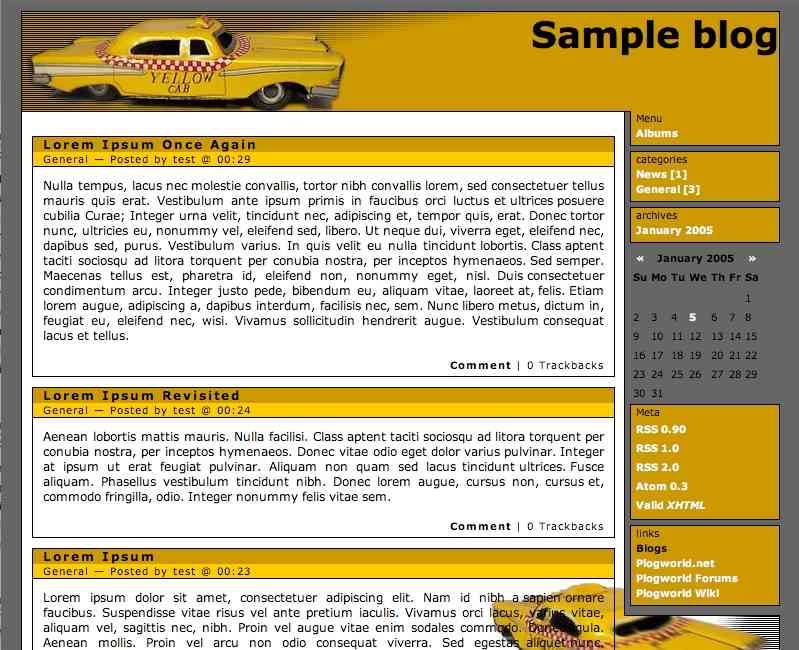 Sample blog
YELLOW
CAB
Lorem Ipsum Once Again
General — Posted by test @ 00:29
Nulla tempus, lacus nec molestie convallis, tortor nibh convallis lorem, sed consectetuer tellus
mauris quis erat. Vestibulum ante ipsum primis in faucibus orci luctus et ultrices posuere
cubilia Curae; Integer urna velit, tincidunt nec, adipiscing et, tempor quis, erat. Donec tortor
nunc, ultricies eu, nonummy vel, eleifend sed, libero. Ut neque dui, viverra eget, eleifend nec,
dapibus sed, purus. Vestibulum varius. In quis velit eu nulla tincidunt lobortis. Class aptent
taciti sociosqu ad litora torquent per conubia nostra, per inceptos hymenaeos. Sed semper.
Maecenas tellus est, pharetra id, eleifend non, nonummy eget, nisl. Duis consectetuer
condimentum arcu. Integer justo pede, bibendum eu, aliquam vitae, laoreet at, felis. Etiam
lorem augue, adipiscing a, dapibus interdum, facilisis nec, sem. Nunc libero metus, dictum in,
feugiat eu, eleifend nec, wisi. Vivamus sollicitudin hendrerit augue. Vestibulum consequat
lacus et tellus.
Comment | 0 Trackbacks
Lorem Ipsum Revisited
General — Posted by test @ 00:24
Aenean lobortis mattis mauris. Nulla facilisi. Class aptent taciti sociosqu ad litora torquent per
conubia nostra, per inceptos hymenaeos. Donec vitae odio eget dolor varius pulvinar. Integer
at ipsum ut erat feugiat pulvinar. Aliquam non quam sed lacus tincidunt ultrices. Fusce
aliquam. Phasellus vestibulum tincidunt nibh. Donec lorem augue, cursus non, cursus et,
commodo fringilla, odio. Integer nonummy felis vitae sem.
Comment | 0 Trackbacks
Lorem Ipsum
General — Posted by test @ 00:23
Lorem ipsum dolor sit amet, consectetuer adipiscing elit. Nam id nibh a sapien ornare
faucibus. Suspendisse vitae risus vel ante pretium iaculis. Vivamus orci lacus, varius vitae,
aliquam vel, sagittis nec, nibh. Proin vel augue vitae enim sodales commodo. Donec ligula.
Aenean mollis. Proin vel arcu non odio consequat viverra. Sed egestas aliquet nunc.
Menu
Albums
categories
News [1]
General [3]
archives
January 2005
« January 2005 »
Su Mo Tu We Th Fr Sa
1
2 3 4 5 6 7 8
9 10 11 12 13 14 15
16 17 18 19 20 21 22
23 24 25 26 27 28 29
30 31
Meta
RSS 0.90
RSS 1.0
RSS 2.0
Atom 0.3
Valid XHTML
links
Blogs
Plogworld.net
Plogworld Forums
Plogworld Wiki